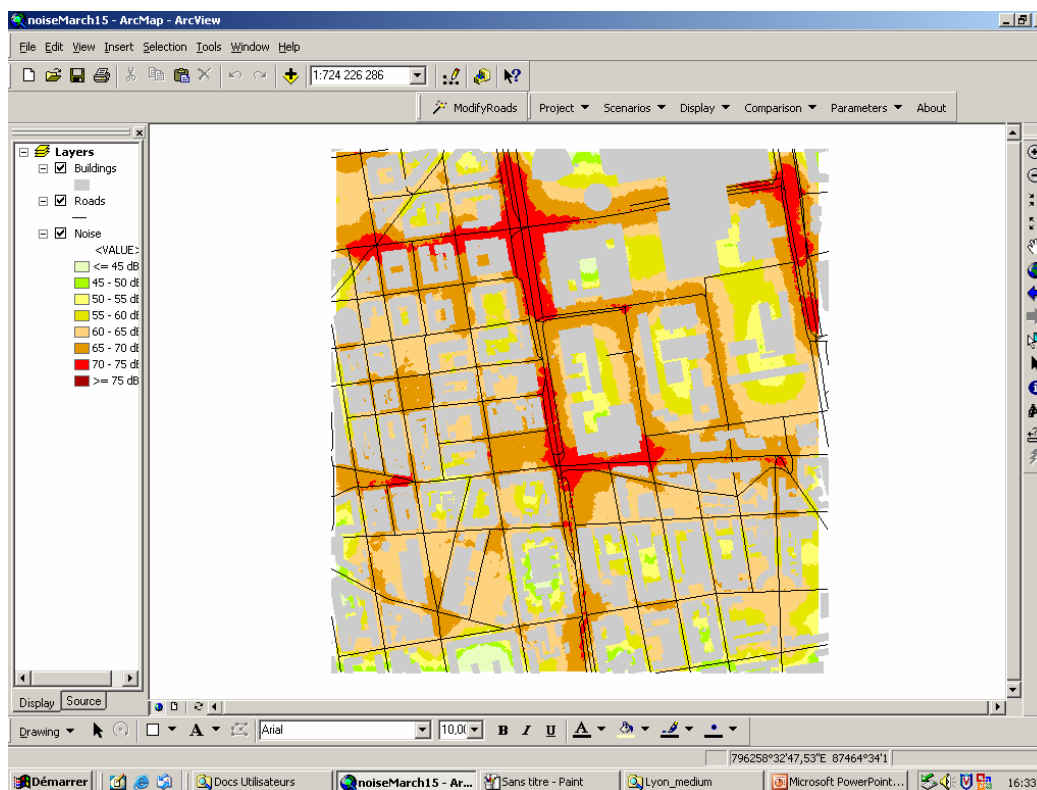 noiseMarch15 - ArcMap - ArcView
File Edit View Insert Selection Tools Window Help
1:724 226 286
ModifyRoads Project Scenarios Display Comparison Parameters About
Layers
Buildings
Roads
Noise
<VALUE>
<= 45 dB
45 - 50 dB
50 - 55 dB
55 - 60 dB
60 - 65 dB
65 - 70 dB
70 - 75 dB
>= 75 dB
Display Source
Drawing A Arial 10,0( B I U A
796258°32'47,53"E 87464°34'1
Démarrer Docs Utilisateurs noiseMarch15 - Ar... Sans titre - Paint Lyon_medium Microsoft PowerPoint... 16:33